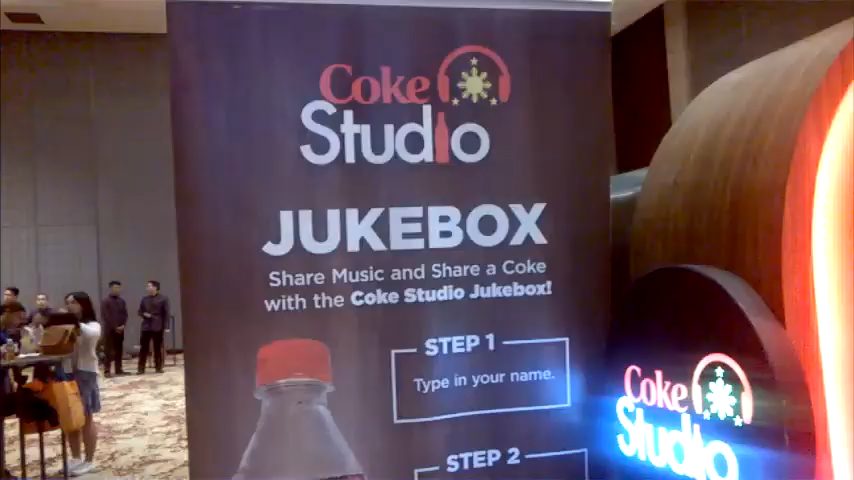 Coke
Studio
JUKEBOX
Share Music and Share a Coke
with the Coke Studio Jukebox!
STEP 1
Type in your name.
STEP 2
Coke
Studio